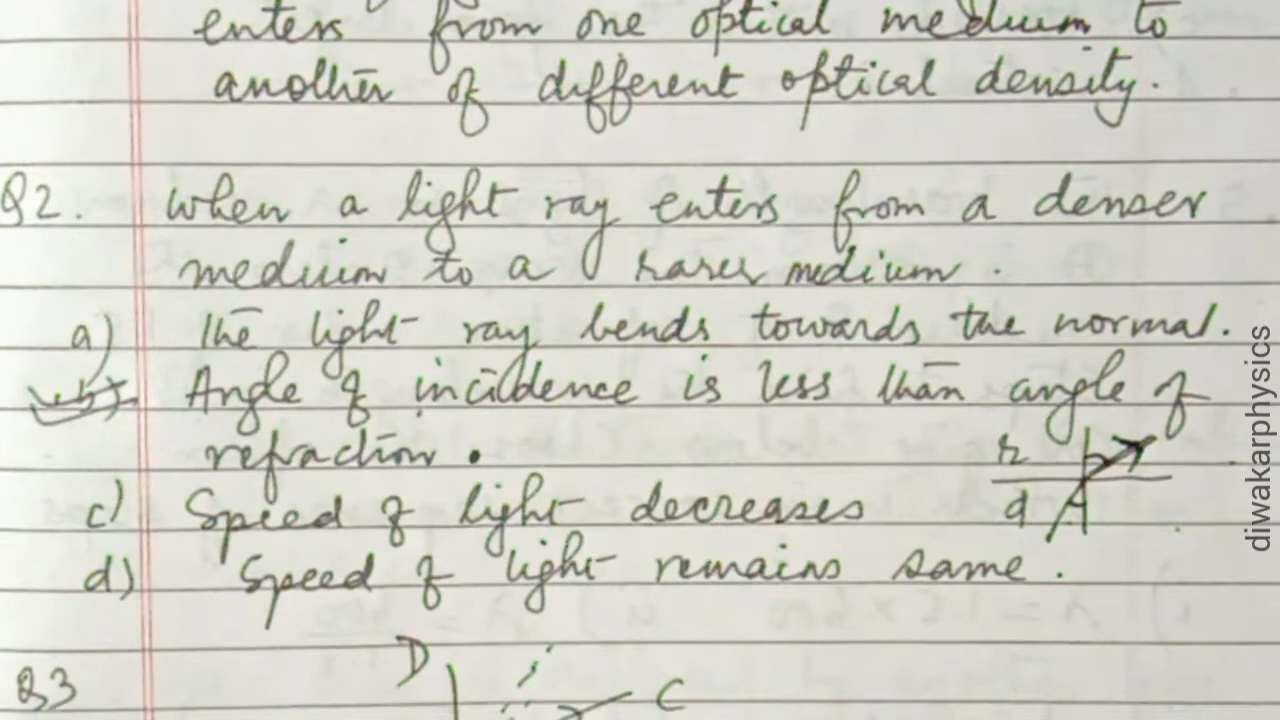 enters from one optical medium to
another of different optical density.
Q2. When a light ray enters from a denser
medium to a rarer medium.
a) The light ray bends towards the normal.
b) Angle of incidence is less than angle of
refraction.
r
d
c) Speed of light decreases
d) Speed of light remains same.
Q3
D
C
diwakarphysics